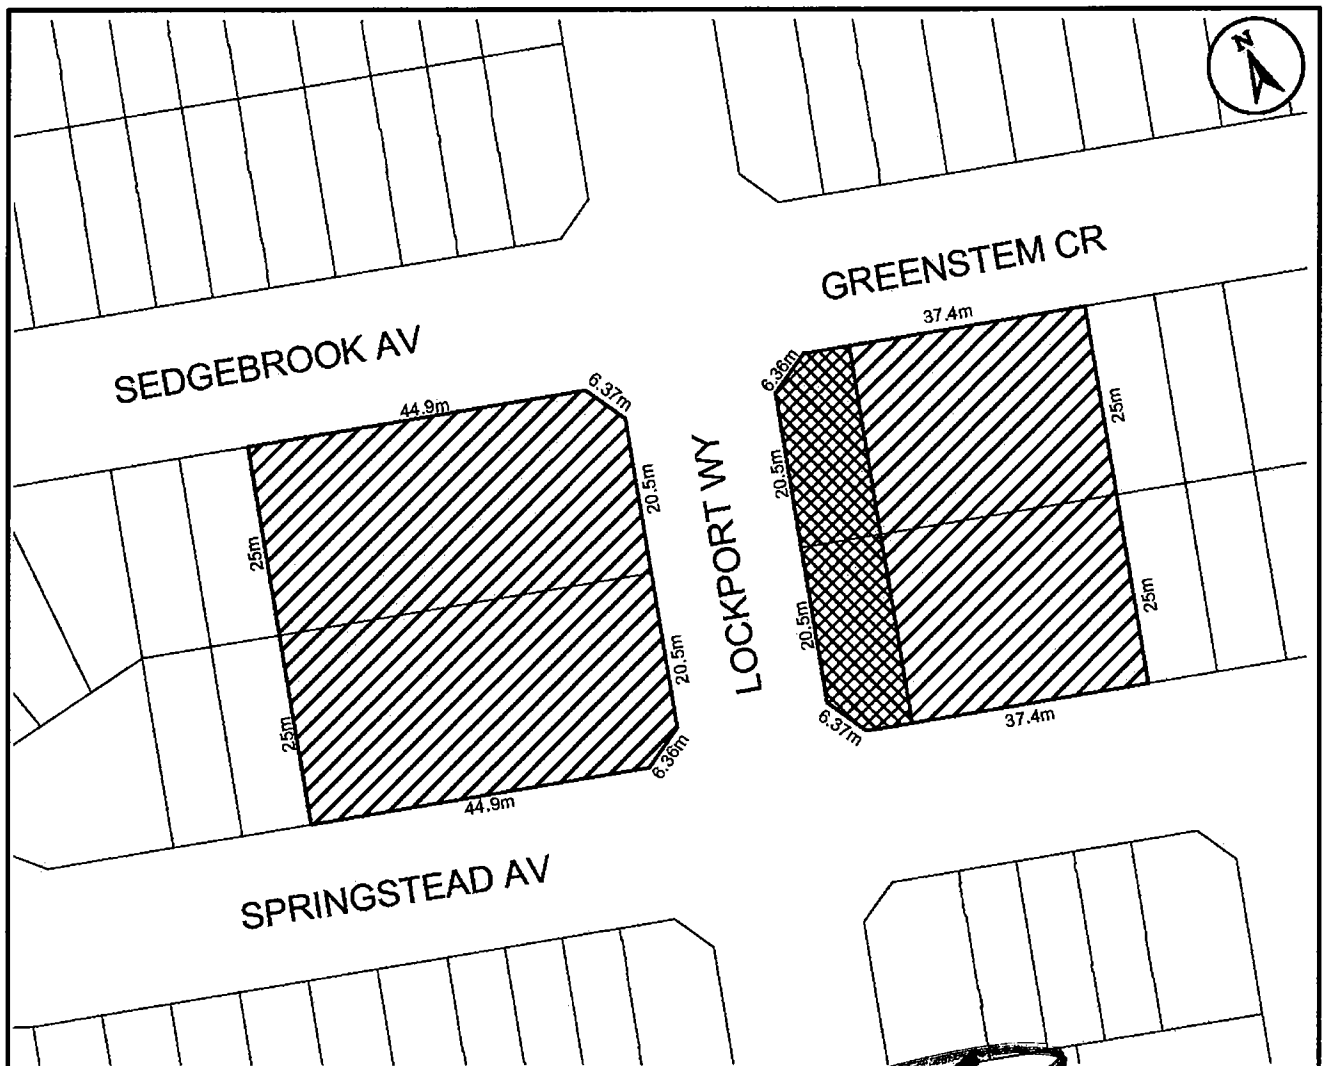 N
GREENSTEM CR
37.4m
SEDGEBROOK AV
6.36m
6.37m
44.9m
25m
LOCKPORT WY
20.5m
20.5m
25m
25m
20.5m
20.5m
25m
6.37m
37.4m
6.36m
44.9m
SPRINGSTEAD AV